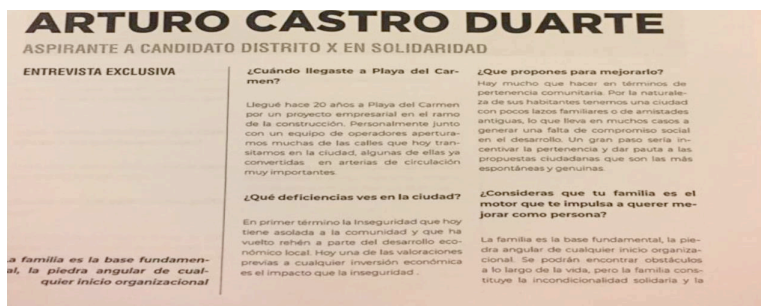 ARTURO CASTRO DUARTE
ASPIRANTE A CANDIDATO DISTRITO X EN SOLIDARIDAD
ENTREVISTA EXCLUSIVA
a familia es la base fundamen-
al, la piedra angular de cual-
quier inicio organizacional
¿Cuándo llegaste a Playa del Car-
men?
Llegué hace 20 años a Playa del Carmen
por un proyecto empresarial en el ramo
de la construcción. Personalmente junto
con un equipo de operadores apertura-
mos muchas de las calles que hoy tran-
sitamos en la ciudad, algunas de ellas ya
convertidas en arterias de circulación
muy importantes.
¿Qué deficiencias ves en la ciudad?
En primer término la Inseguridad que hoy
tiene asolada a la comunidad y que ha
vuelto rehén a parte del desarrollo eco-
nómico local. Hoy una de las valoraciones
previas a cualquier inversión económica
es el impacto que la inseguridad .
¿Que propones para mejorarlo?
Hay mucho que hacer en términos de
pertenencia comunitaria. Por la naturale-
za de sus habitantes tenemos una ciudad
con pocos lazos familiares o de amistades
antiguas, lo que lleva en muchos casos a
generar una falta de compromiso social
en el desarrollo. Un gran paso sería in-
centivar la pertenencia y dar pauta a las
propuestas ciudadanas que son las más
espontáneas y genuinas.
¿Consideras que tu familia es el
motor que te impulsa a querer me-
jorar como persona?
La familia es la base fundamental, la pie-
dra angular de cualquier inicio organiza-
cional. Se podrán encontrar obstáculos
a lo largo de la vida, pero la familia cons-
tituye la incondicionalidad solidaria y la